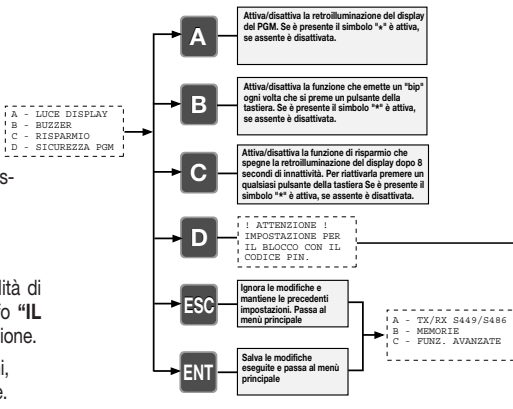 A - LUCE DISPLAY
B - BUZZER
C - RISPARMIO
D - SICUREZZA PGM
s-
lità di
o "IL
ione.
i,
e.
A
Attiva/disattiva la retroilluminazione del display
del PGM. Se è presente il simbolo "*" è attiva,
se assente è disattivata.
B
Attiva/disattiva la funzione che emette un "bip"
ogni volta che si preme un pulsante della
tastiera. Se è presente il simbolo "*" è attiva,
se assente è disattivata.
C
Attiva/disattiva la funzione di risparmio che
spegne la retroilluminazione del display dopo 8
secondi di innattività. Per riattivarla premere un
qualsiasi pulsante della tastiera Se è presente il
simbolo "*" è attiva, se assente è disattivata.
D
! ATTENZIONE !
IMPOSTAZIONE PER
IL BLOCCO CON IL
CODICE PIN.
ESC
Ignora le modifiche e
mantiene le precedenti
impostazioni. Passa al
menù principale
ENT
Salva le modifiche
eseguite e passa al menù
principale
A - TX/RX S449/S486
B - MEMORIE
C - FUNZ. AVANZATE